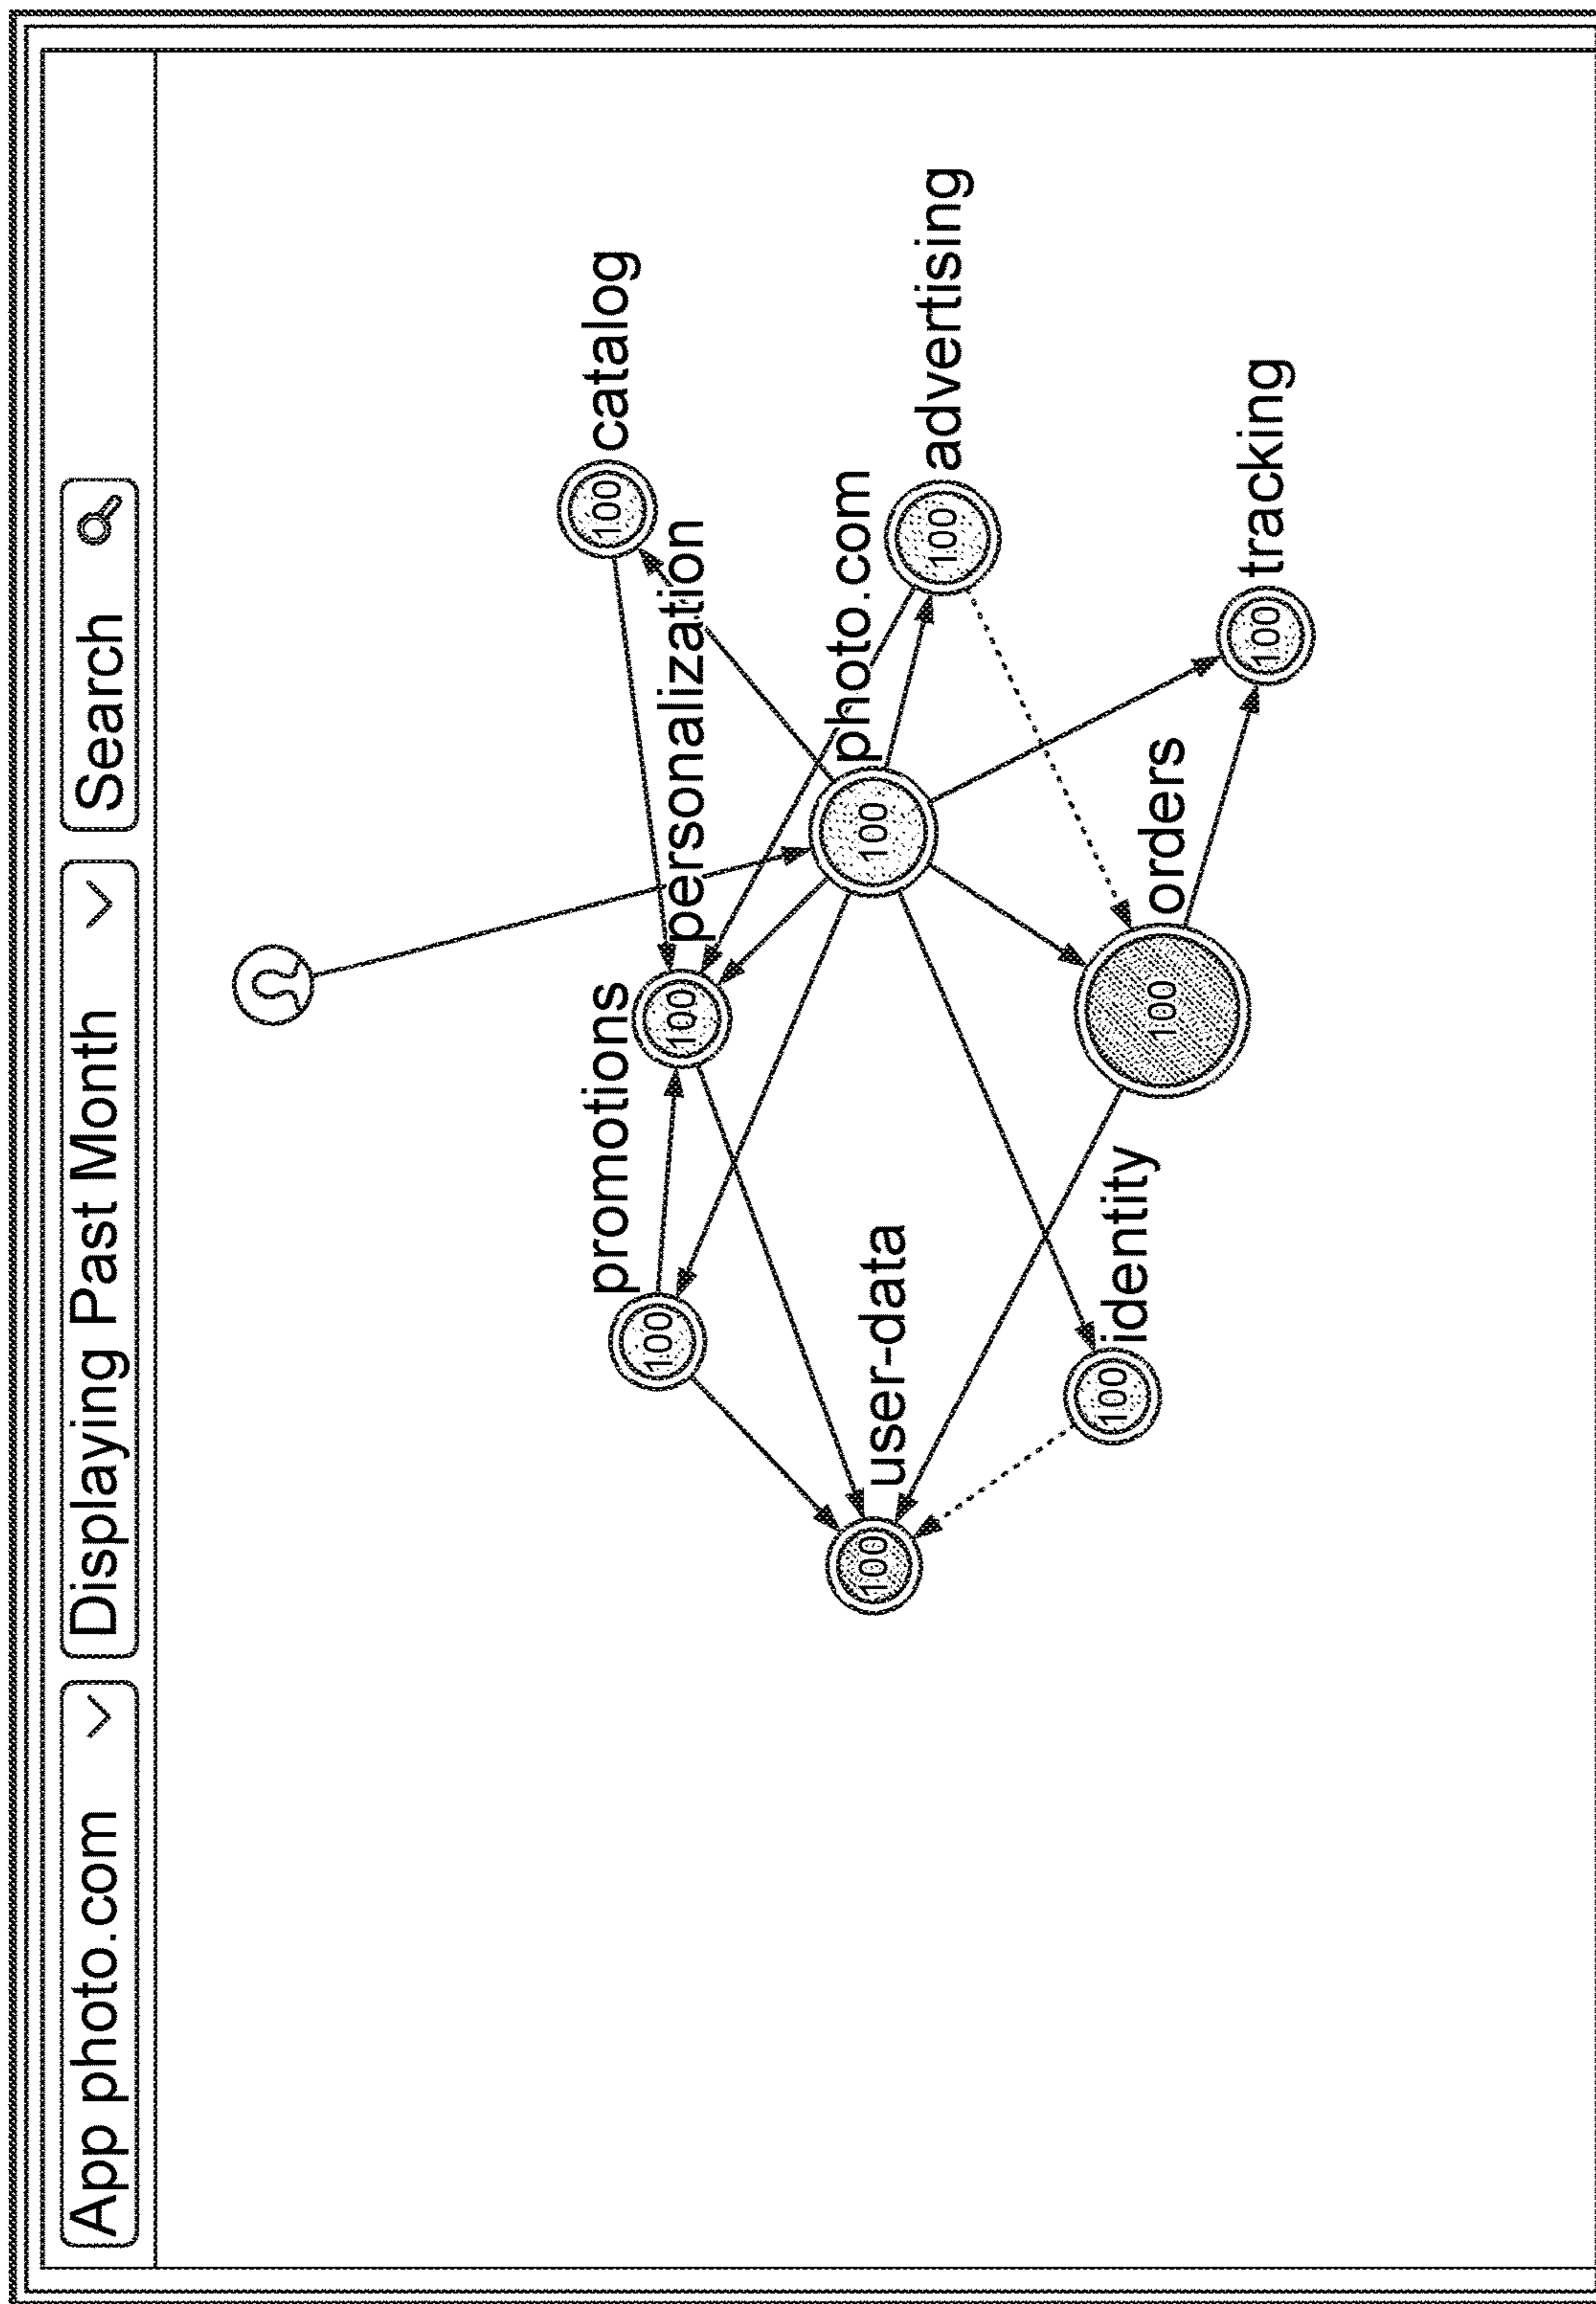 App photo.com
Displaying Past Month
Search
100 promotions
100 personalization
100 catalog
100 user-data
100 photo.com
100 advertising
100 identity
100 orders
100 tracking